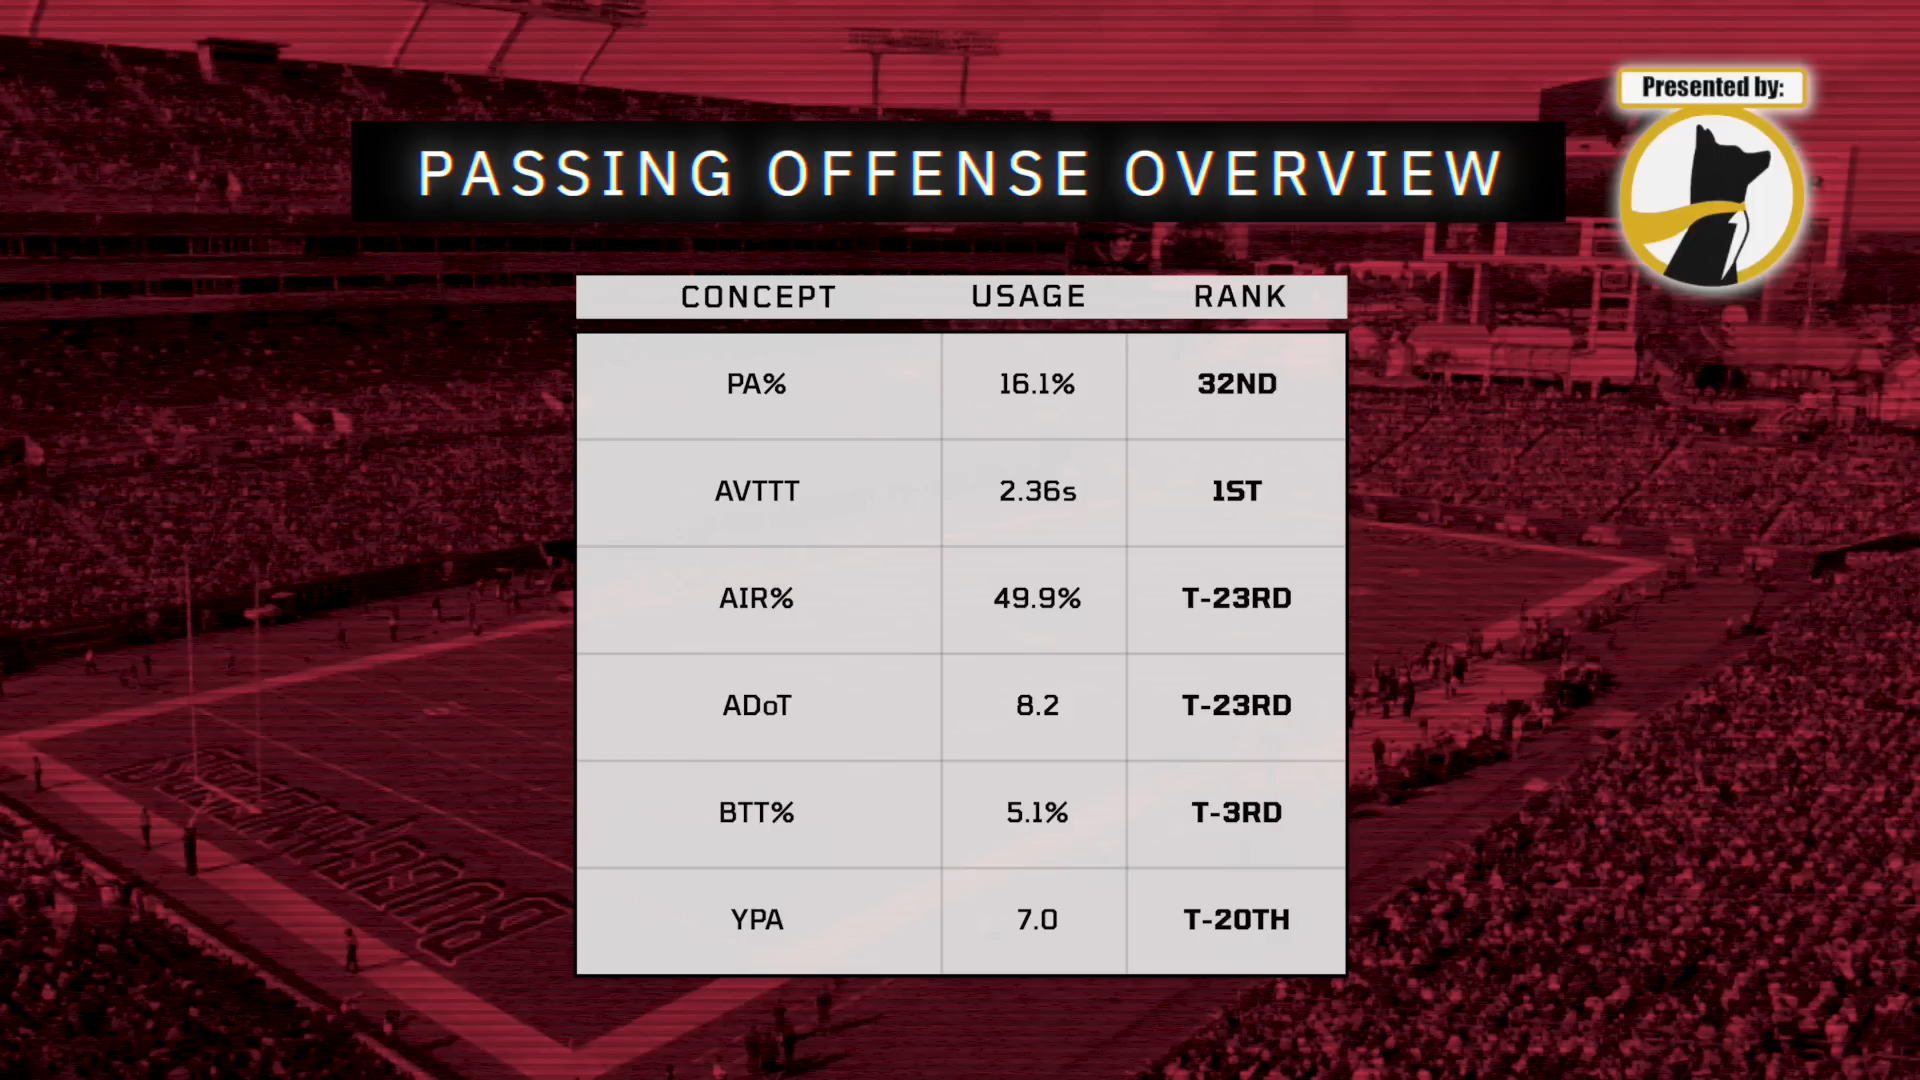 Presented by:
PASSING OFFENSE OVERVIEW
CONCEPT USAGE RANK
PA% 16.1% 32ND
AVTTT 2.36s 1ST
AIR% 49.9% T-23RD
ADoT 8.2 T-23RD
BTT% 5.1% T-3RD
YPA 7.0 T-20TH
BUCCANEERS